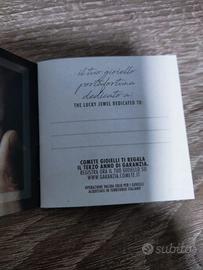 il tuo gioiello
portafortuna
dedicato a:
THE LUCKY JEWEL DEDICATED TO:
COMETE GIOIELLI TI REGALA
IL TERZO ANNO DI GARANZIA.
REGISTRA ORA IL TUO GIOIELLO SU
WWW.GARANZIA.COMETE.IT
OPERAZIONE VALIDA SOLO PER I GIOIELLI
ACQUISTATI IN TERRITORIO ITALIANO
subito